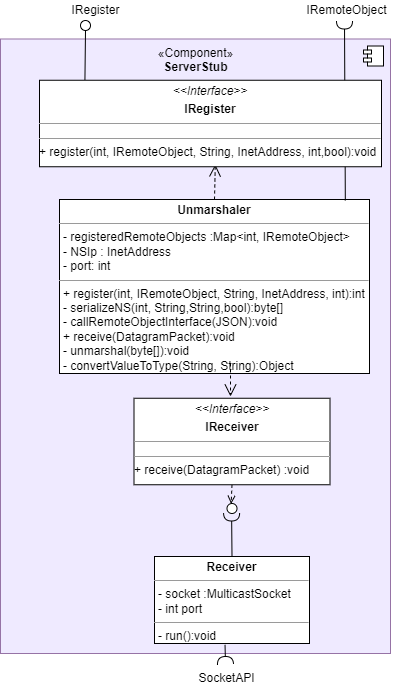 IRegister
IRemoteObject
«Component»
ServerStub
<<Interface>>
IRegister
+ register(int, IRemoteObject, String, InetAddress, int,bool):void
Unmarshaler
- registeredRemoteObjects :Map<int, IRemoteObject>
- NSIp : InetAddress
- port: int
+ register(int, IRemoteObject, String, InetAddress, int):int
- serializeNS(int, String,String,bool):byte[]
- callRemoteObjectInterface(JSON):void
+ receive(DatagramPacket):void
- unmarshal(byte[]):void
- convertValueToType(String, String):Object
<<Interface>>
IReceiver
+ receive(DatagramPacket) :void
Receiver
- socket :MulticastSocket
- int port
- run():void
SocketAPI